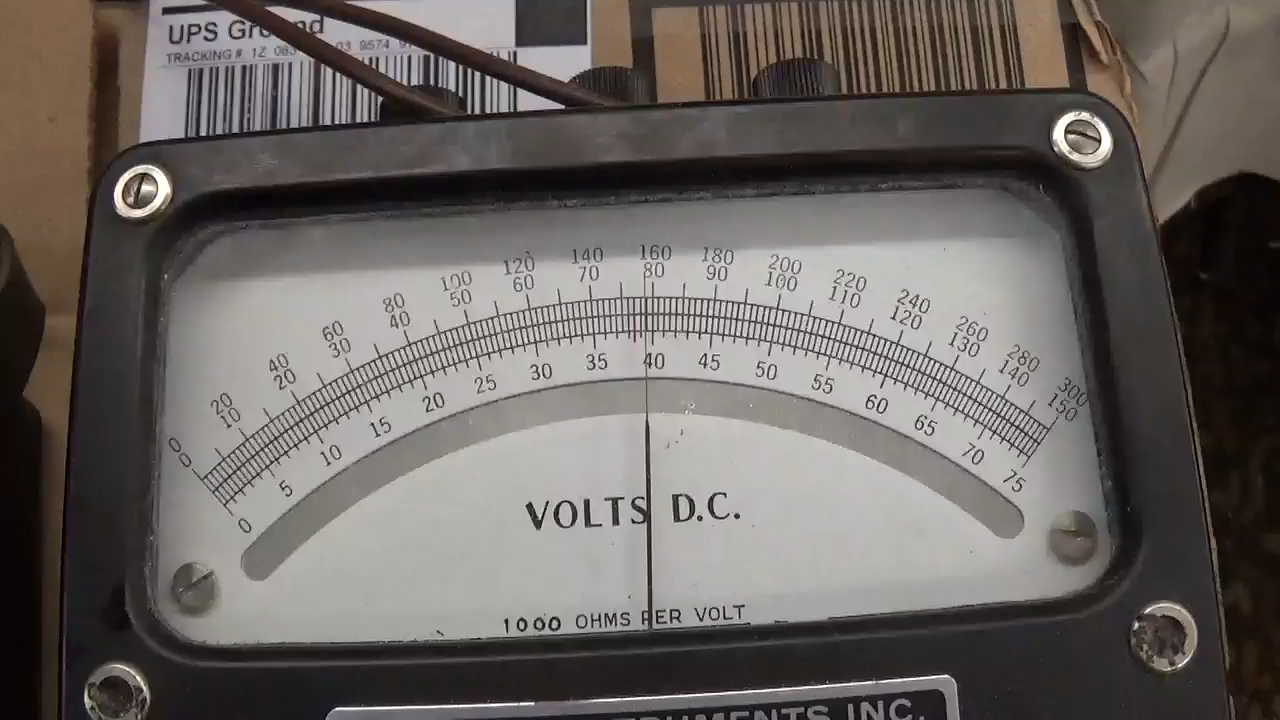 UPS Ground
TRACKING #: 1Z 03 9574
0 20 40 60 80 100 120 140 160 180 200 220 240 260 280 300
0 10 20 30 40 50 60 70 80 90 100 110 120 130 140 150
0 5 10 15 20 25 30 35 40 45 50 55 60 65 70 75
VOLTS D.C.
1000 OHMS PER VOLT
INC.